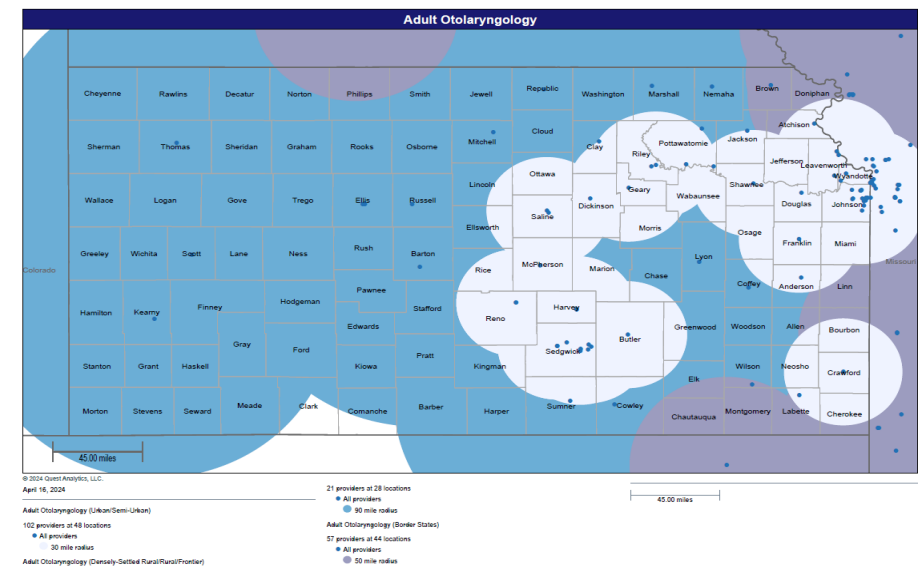 Adult Otolaryngology
Cheyenne Rawlins Decatur Norton Phillips Smith Jewell Republic Washington Marshall Nemaha Brown Doniphan
Atchison
Sherman Thomas Sheridan Graham Rocks Osborne Mitchell Cloud Clay Riley Pottawatomie Jackson
Jefferson Leavenworth
Wyandotte
Lincoln Ottawa Geary Wabaunsee Shawnee
Wallace Logan Gove Trego Ellis Russell Saline Dickinson Douglas Johnson
Ellsworth Morris Osage
Greeley Wichita Scott Lane Ness Rush Barton Rice McPherson Marion Chase Lyon Franklin Miami
Colorado
Missouri
Hamilton Kearny Finney Hodgeman Pawnee Stafford Reno Harvey Coffey Anderson Linn
Edwards
Gray Ford Sedgwick Butler Greenwood Woodson Allen Bourbon
Stanton Grant Haskell Kiowa Pratt Kingman Elk Wilson Neosho Crawford
Morton Stevens Seward Meade Clark Comanche Barber Harper Sumner Cowley Chautauqua Montgomery Labette Cherokee
45.00 miles
© 2024 Quest Analytics, LLC.
April 16, 2024
Adult Otolaryngology (Urban/Semi-Urban)
102 providers at 48 locations
All providers
30 mile radius
Adult Otolaryngology (Densely-Settled Rural/Rural/Frontier)
21 providers at 28 locations
All providers
90 mile radius
Adult Otolaryngology (Border States)
57 providers at 44 locations
All providers
50 mile radius
45.00 miles